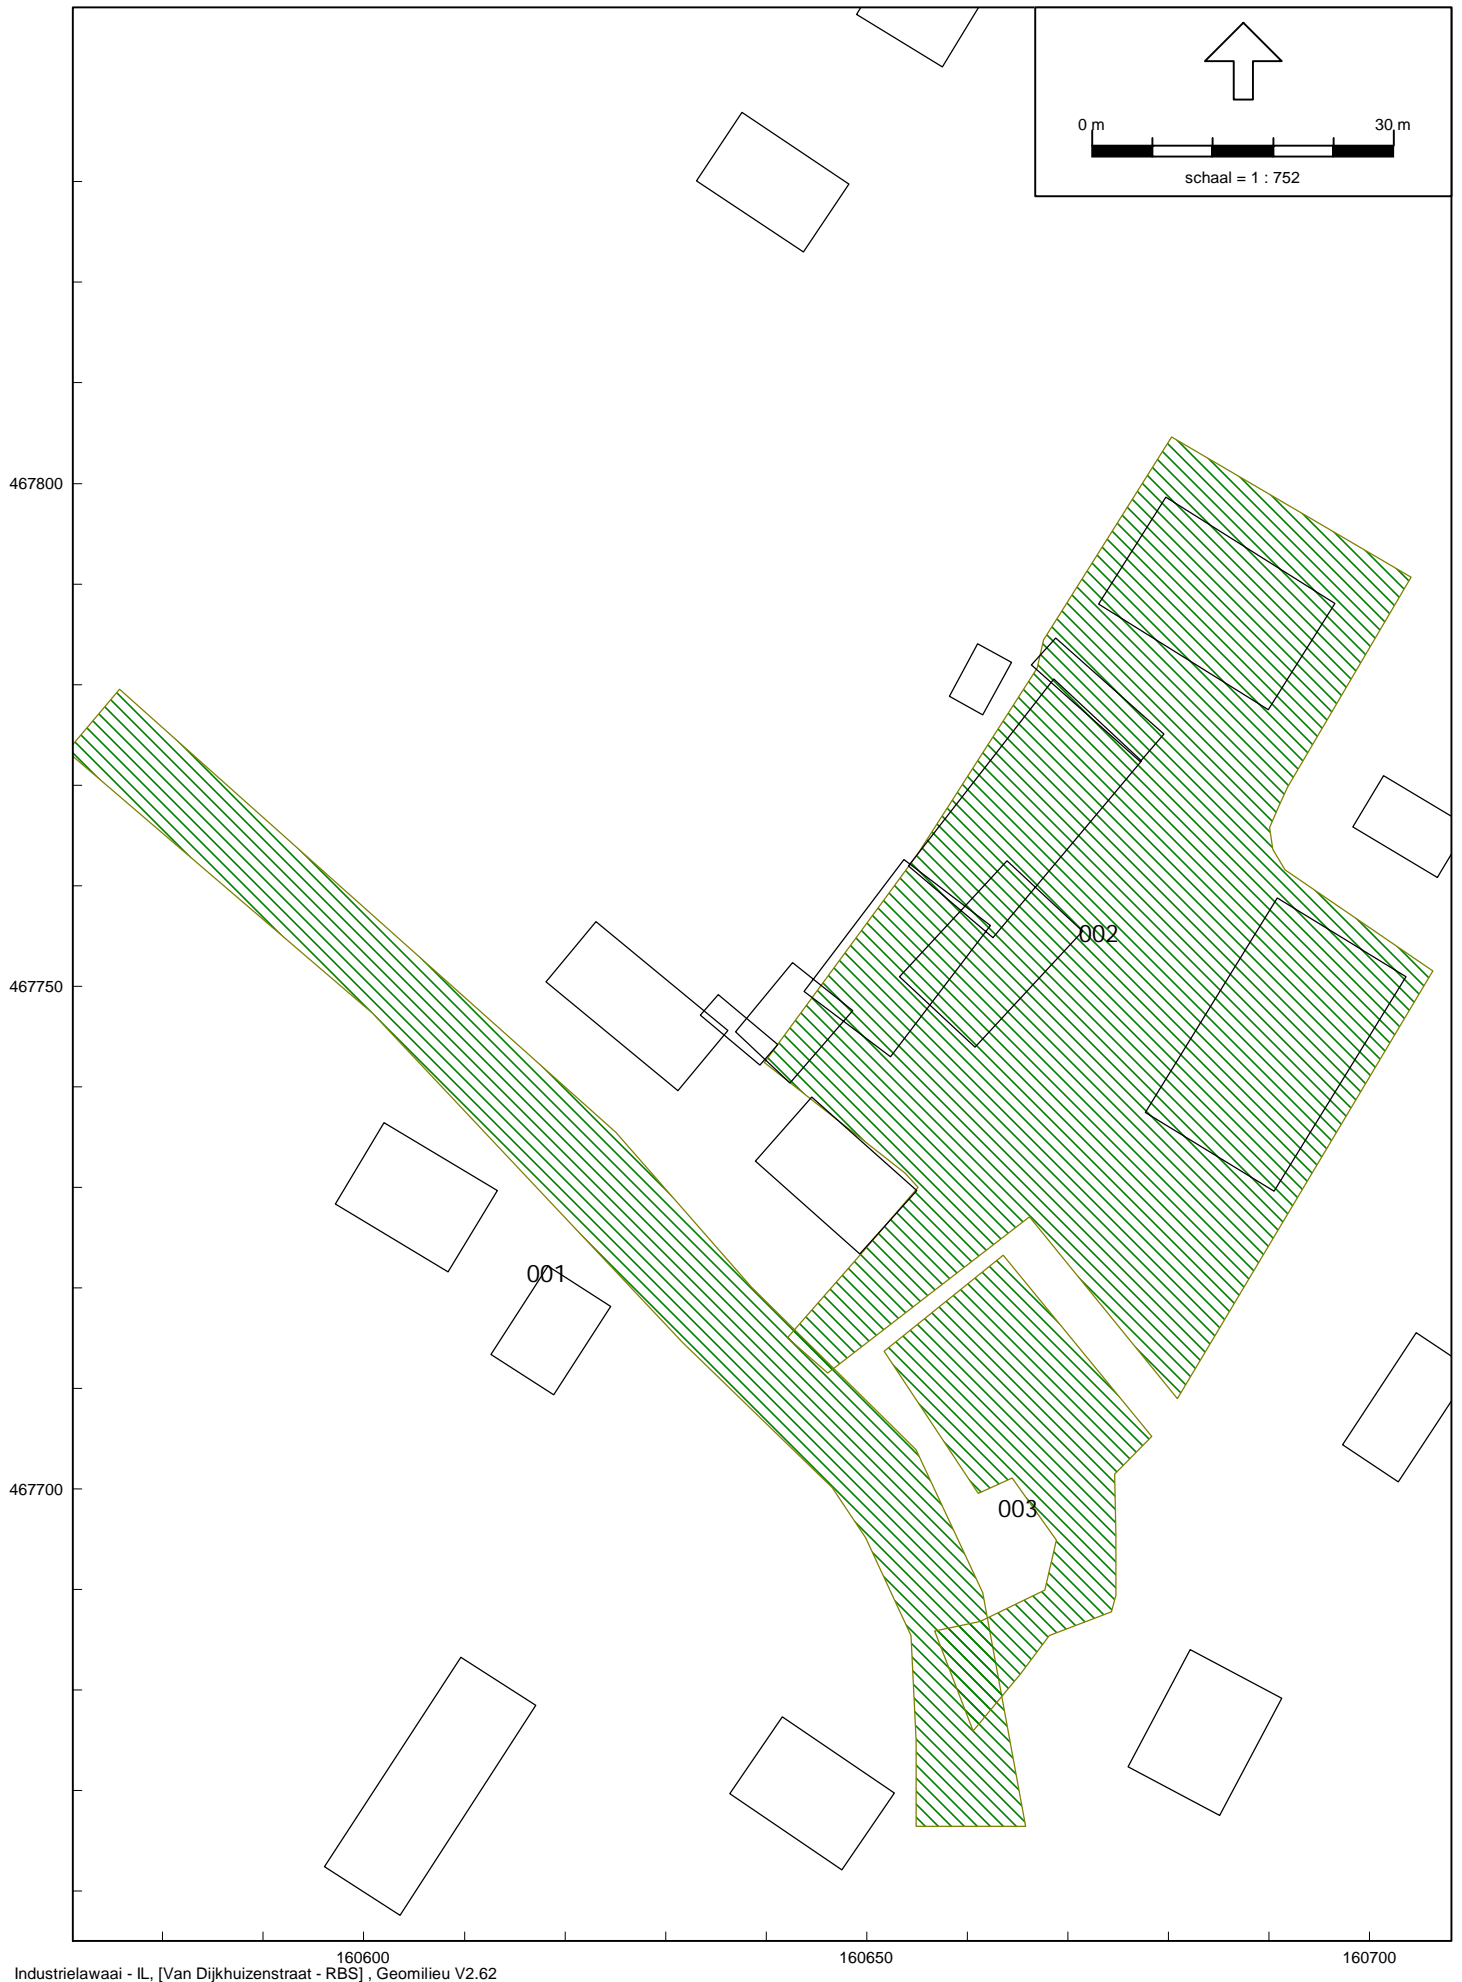 0 m 30 m
schaal = 1 : 752
467800
002
467750
001
467700
003
160600 160650 160700
Industrielawaai - IL, [Van Dijkhuizenstraat - RBS] , Geomilieu V2.62